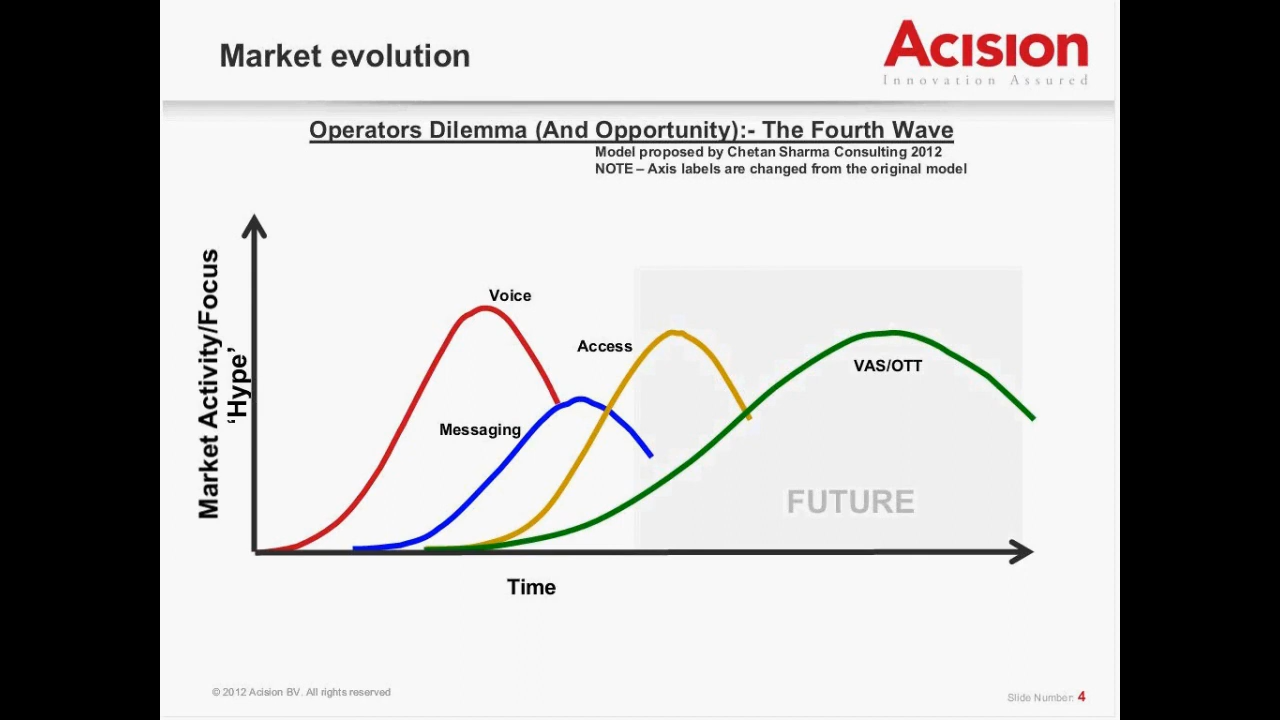 Market evolution
Acision
Innovation Assured
Operators Dilemma (And Opportunity):- The Fourth Wave
Model proposed by Chetan Sharma Consulting 2012
NOTE – Axis labels are changed from the original model
Market Activity/Focus
‘Hype’
Voice
Access
VAS/OTT
Messaging
FUTURE
Time
© 2012 Acision BV. All rights reserved
Slide Number: 4